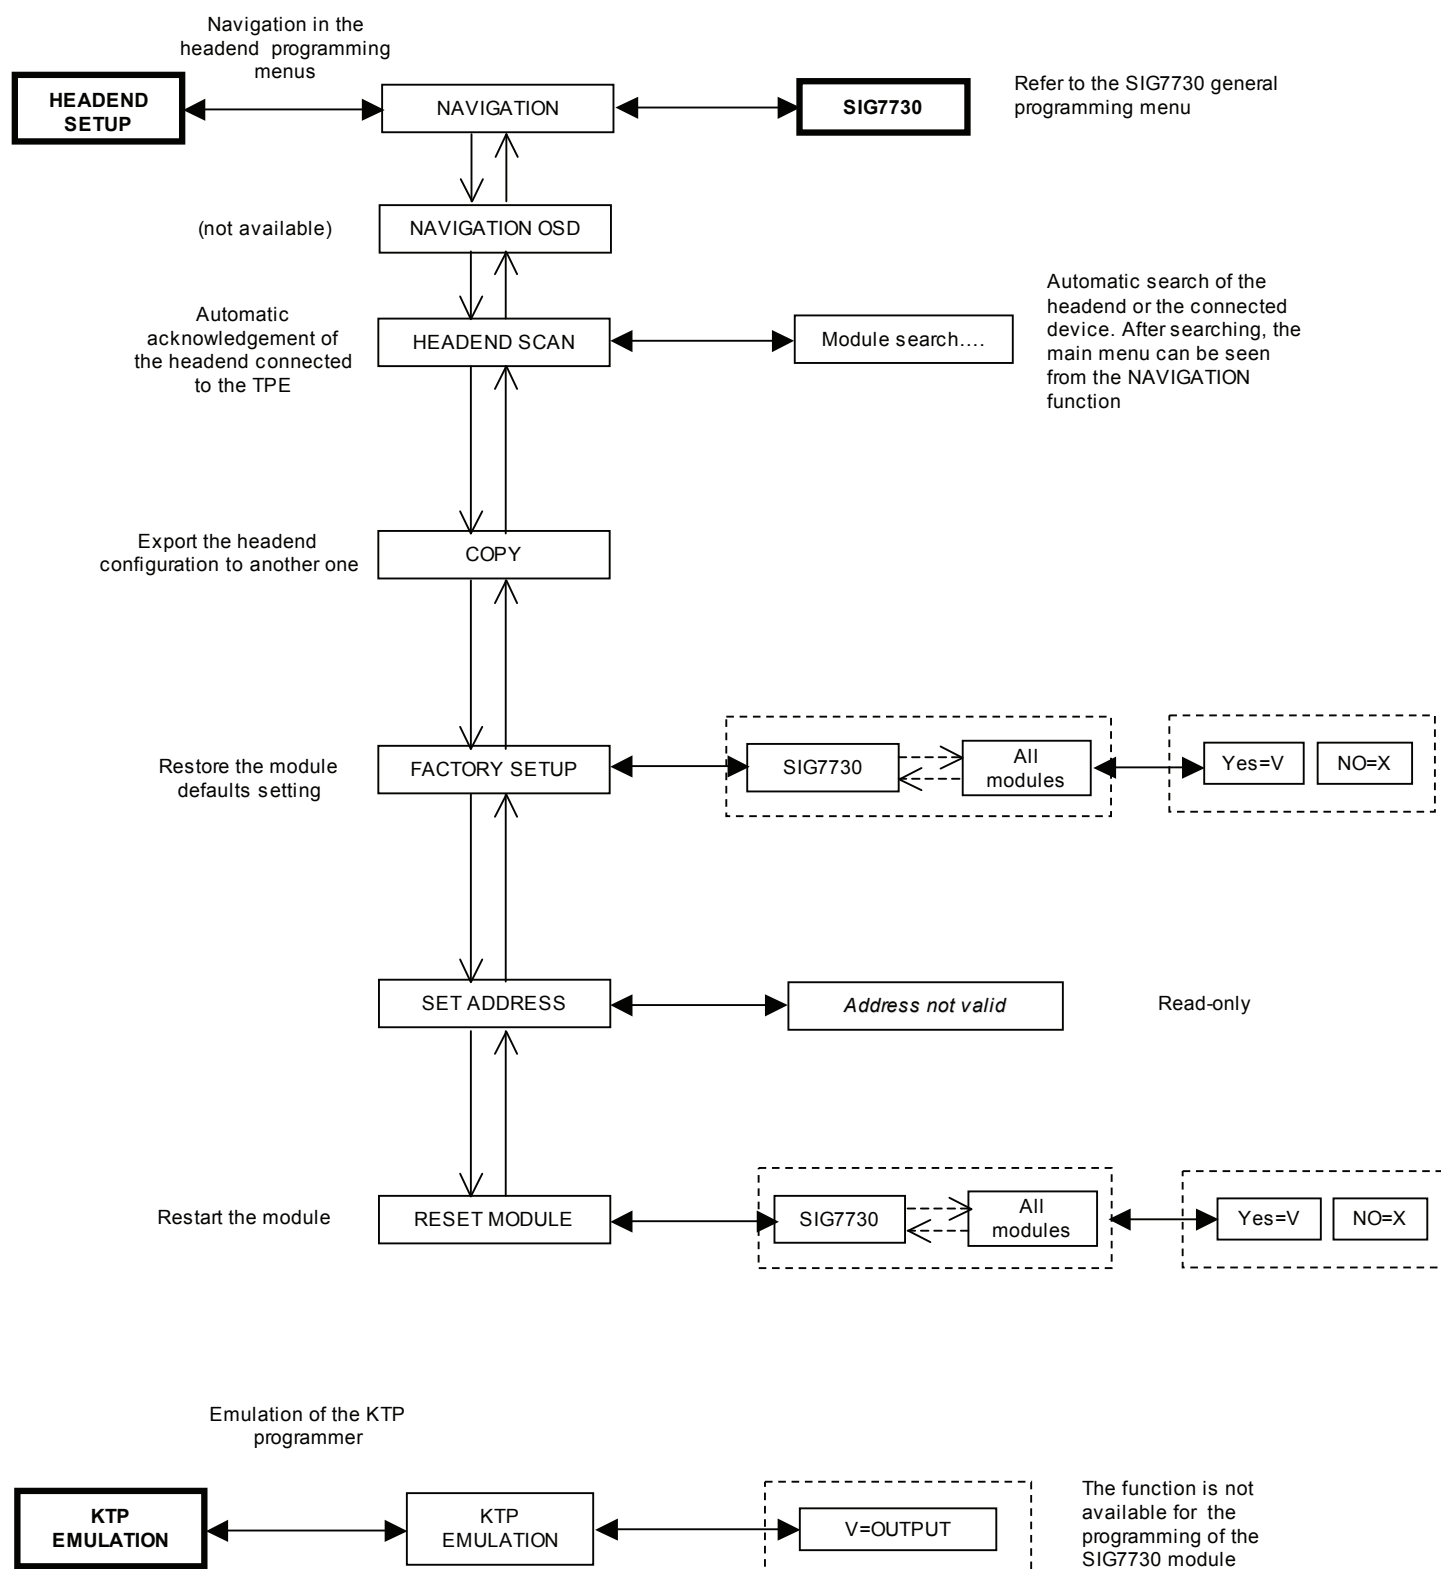 Navigation in the
headend programming
menus
HEADEND
SETUP
NAVIGATION
SIG7730
Refer to the SIG7730 general
programming menu
(not available)
NAVIGATION OSD
Automatic
acknowledgement of
the headend connected
to the TPE
HEADEND SCAN
Module search....
Automatic search of the
headend or the connected
device. After searching, the
main menu can be seen
from the NAVIGATION
function
Export the headend
configuration to another one
COPY
Restore the module
defaults setting
FACTORY SETUP
SIG7730
All
modules
Yes=V
NO=X
SET ADDRESS
Address not valid
Read-only
Restart the module
RESET MODULE
SIG7730
All
modules
Yes=V
NO=X
Emulation of the KTP
programmer
KTP
EMULATION
KTP
EMULATION
V=OUTPUT
The function is not
available for the
programming of the
SIG7730 module